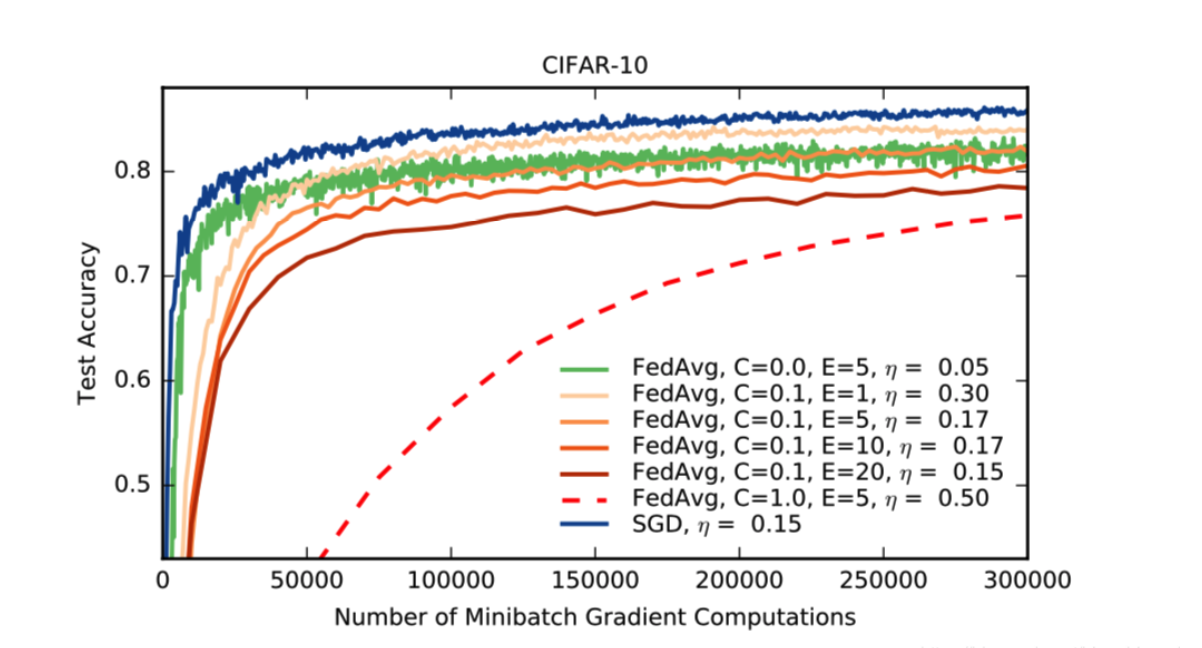 CIFAR-10
Test Accuracy
0.8
0.7
0.6
0.5
FedAvg, C=0.0, E=5, η = 0.05
FedAvg, C=0.1, E=1, η = 0.30
FedAvg, C=0.1, E=5, η = 0.17
FedAvg, C=0.1, E=10, η = 0.17
FedAvg, C=0.1, E=20, η = 0.15
FedAvg, C=1.0, E=5, η = 0.50
SGD, η = 0.15
0 50000 100000 150000 200000 250000 300000
Number of Minibatch Gradient Computations